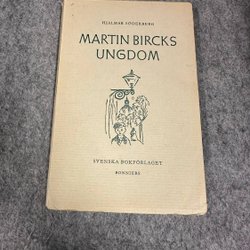 HJALMAR SÖDERBERG
MARTIN BIRCKS
UNGDOM
SVENSKA BOKFÖRLAGET
BONNIERS